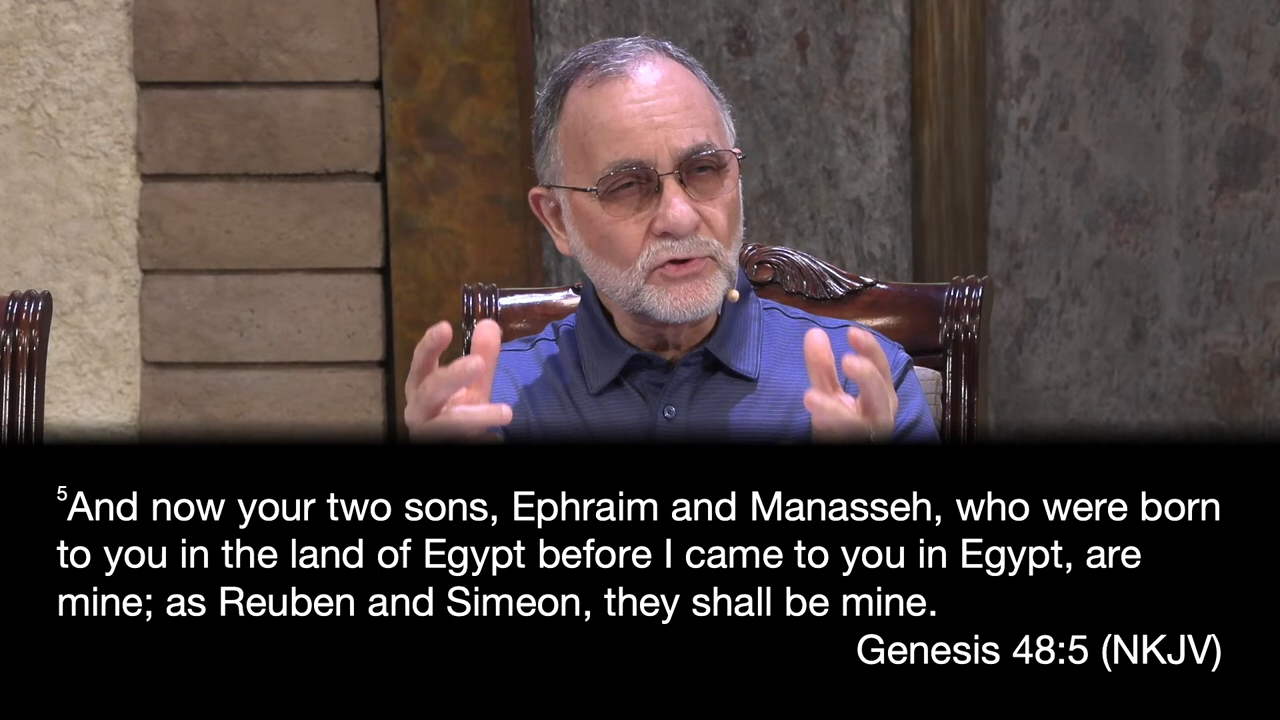 ⁵And now your two sons, Ephraim and Manasseh, who were born
to you in the land of Egypt before I came to you in Egypt, are
mine; as Reuben and Simeon, they shall be mine.
Genesis 48:5 (NKJV)